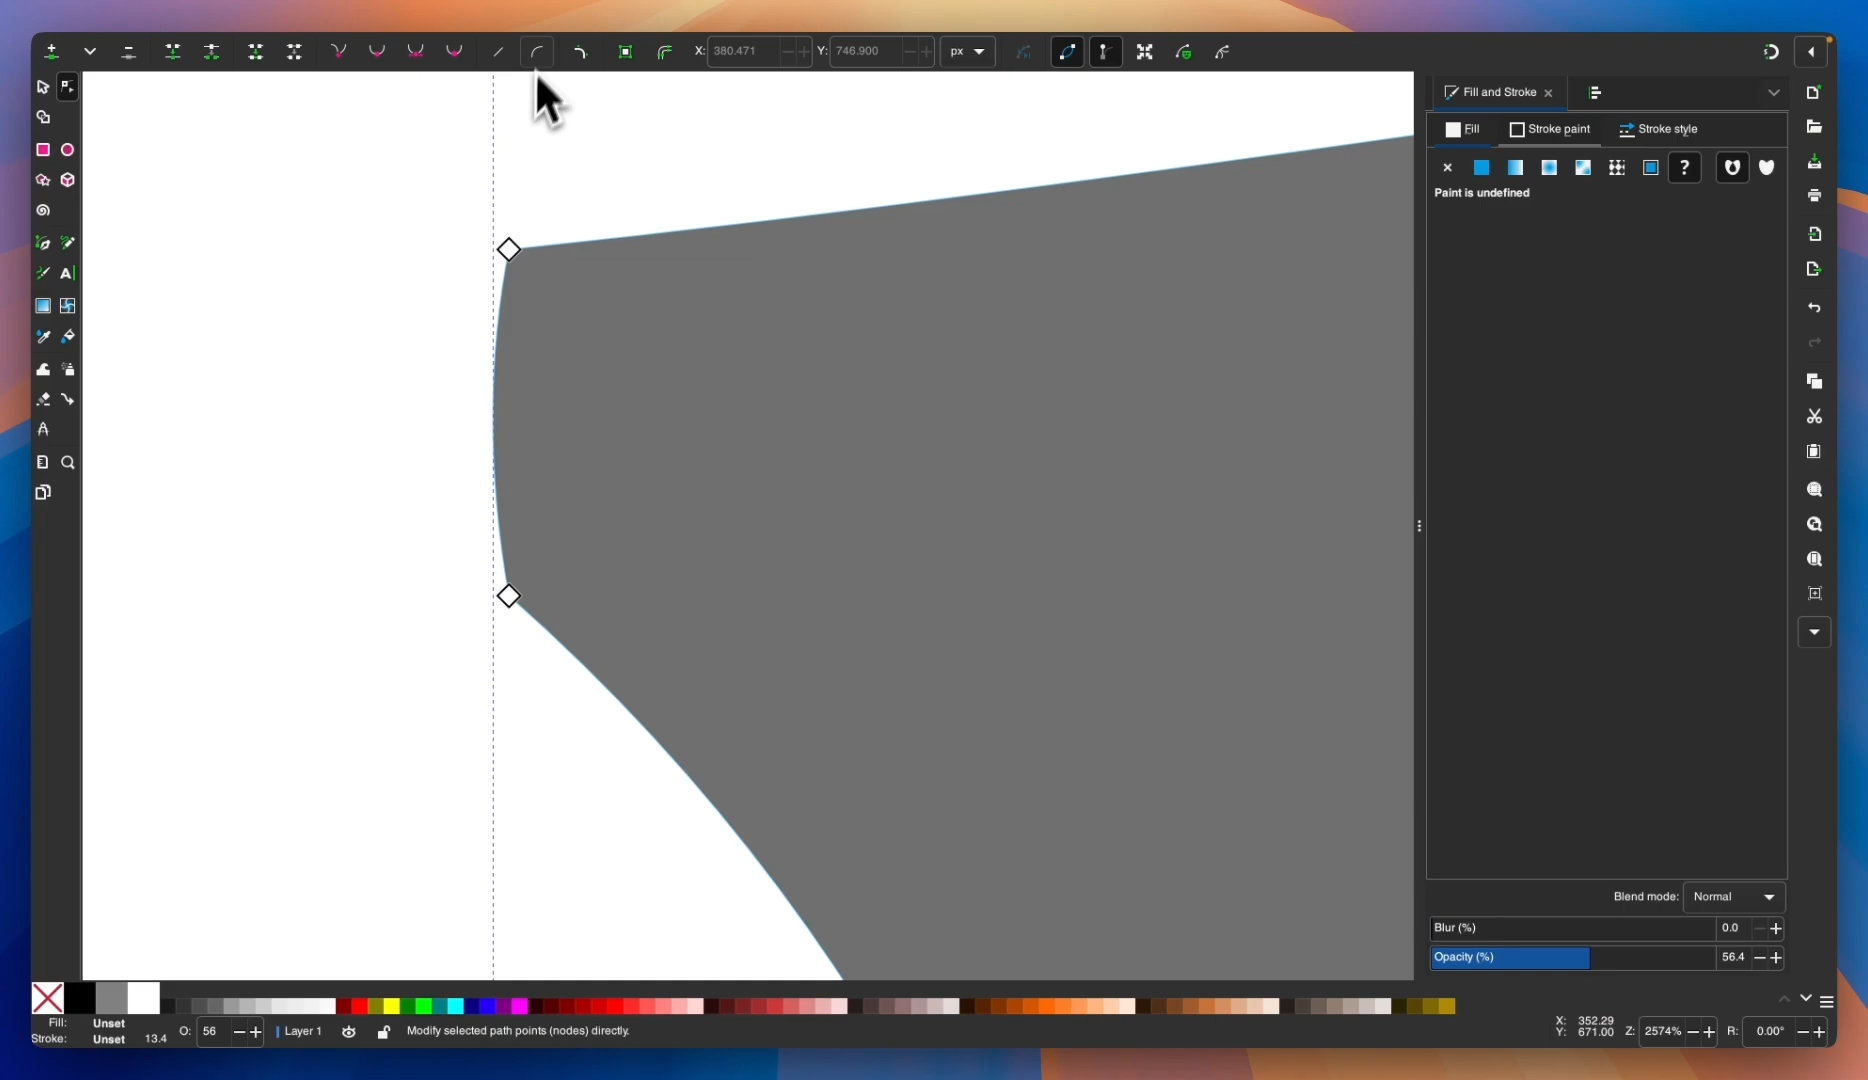 X: 380.471 Y: 746.900 px
Fill and Stroke
Fill Stroke paint Stroke style
?
Paint is undefined
A
Blend mode: Normal
Blur (%) 0.0
Opacity (%) 56.4
Fill: Unset
Stroke: Unset 13.4 O: 56 Layer 1 Modify selected path points (nodes) directly.
X: 352.29
Y: 671.00 Z: 2574% R: 0.00°